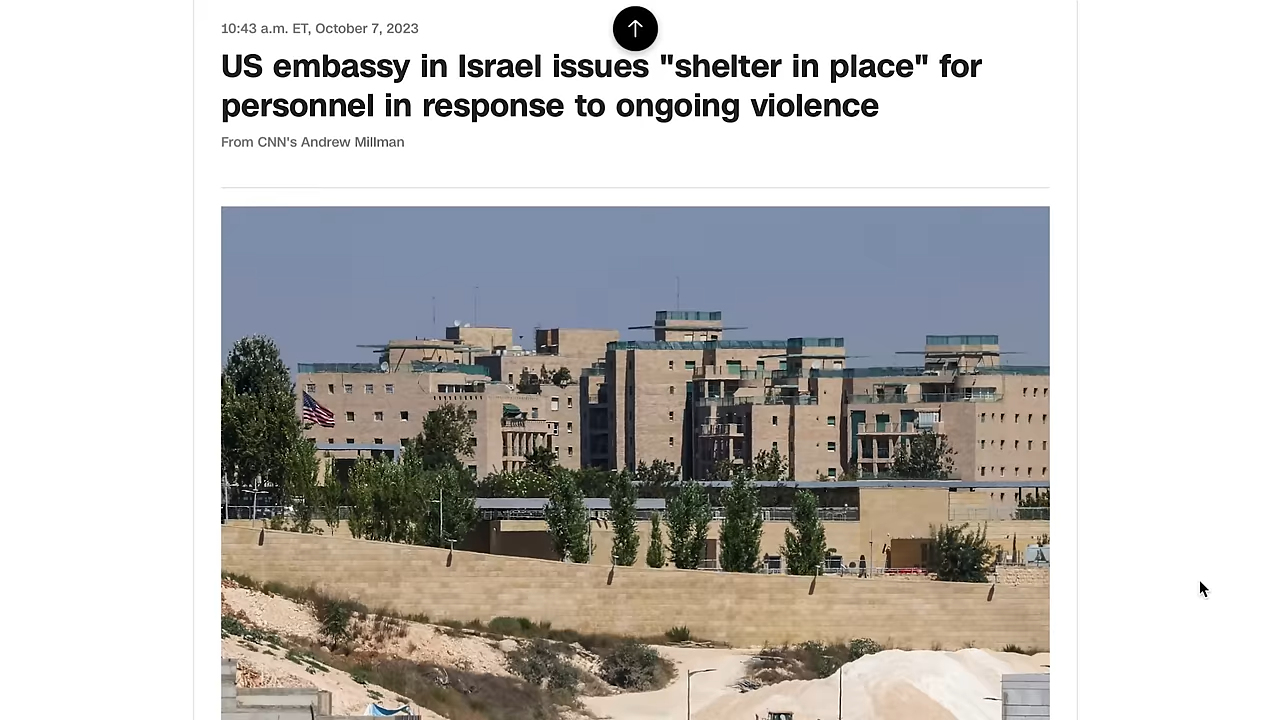 10:43 a.m. ET, October 7, 2023
US embassy in Israel issues "shelter in place" for
personnel in response to ongoing violence
From CNN's Andrew Millman